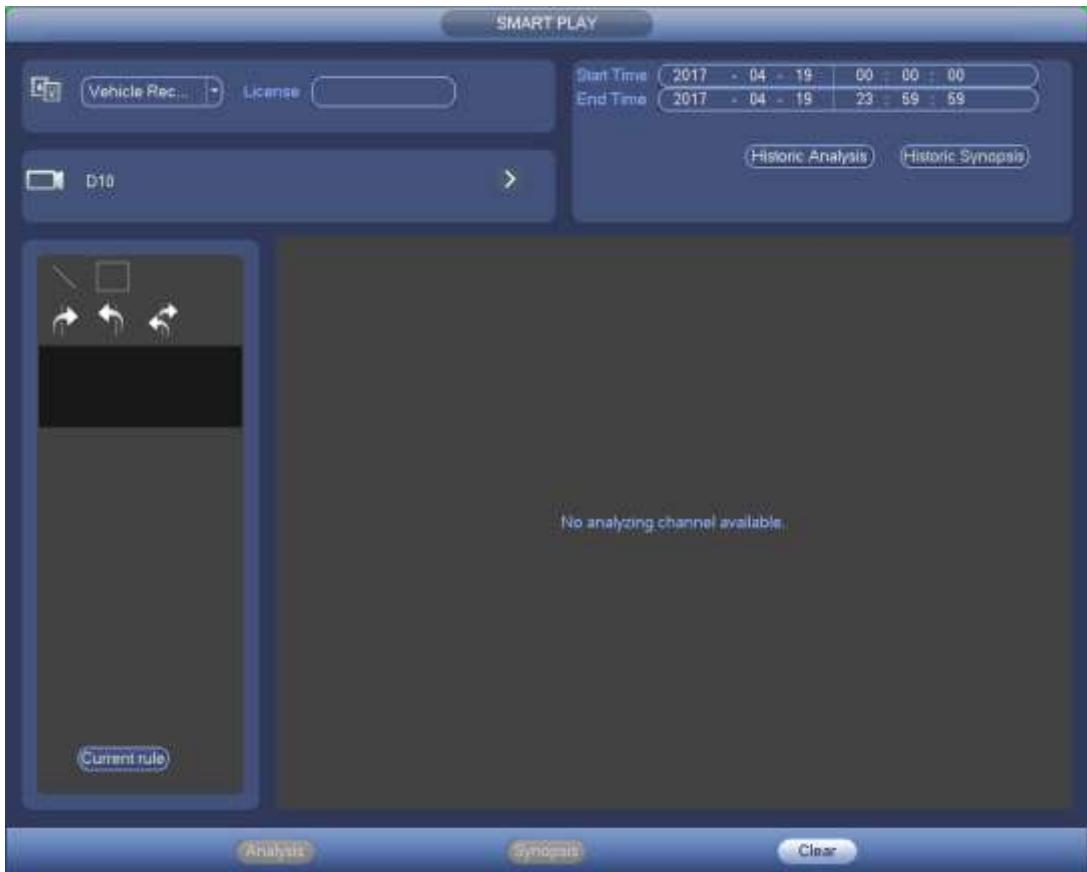 SMART PLAY
Vehicle Rec... License
Start Time 2017 - 04 - 19 00 : 00 : 00
End Time 2017 - 04 - 19 23 : 59 : 59
Historic Analysis Historic Synopsis
D10
No analyzing channel available.
Current rule
Analysis Synopsis Clear